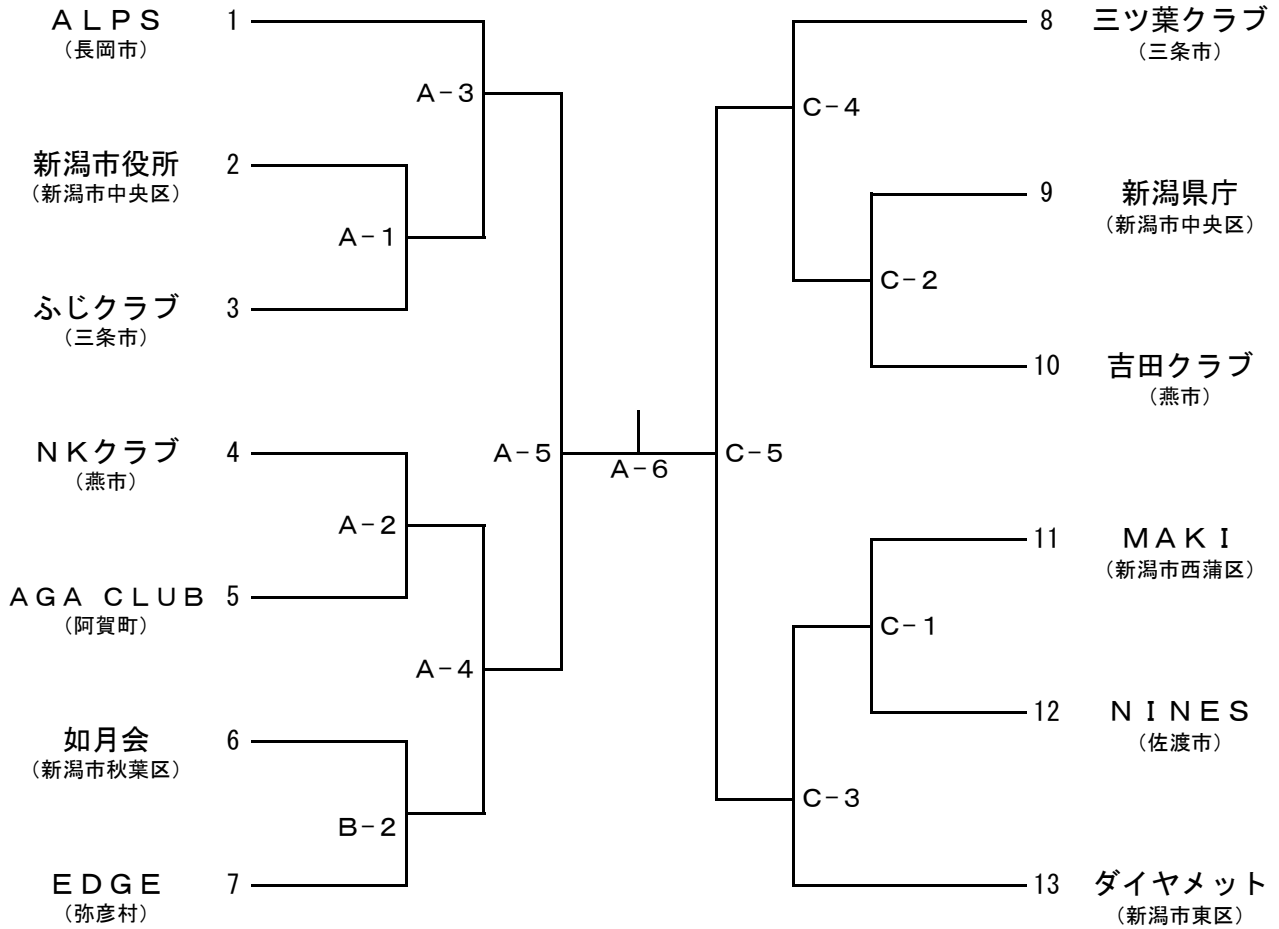 ＡＬＰＳ 1
（長岡市）
Ａ－３
新潟市役所 2
（新潟市中央区）
Ａ－１
ふじクラブ 3
（三条市）
ＮＫクラブ 4
（燕市）
Ａ－５
Ａ－２
ＡＧＡ ＣＬＵＢ 5
（阿賀町）
Ａ－４
如月会 6
（新潟市秋葉区）
Ｂ－２
ＥＤＧＥ 7
（弥彦村）
Ａ－６
8 三ツ葉クラブ
（三条市）
Ｃ－４
9 新潟県庁
（新潟市中央区）
Ｃ－２
10 吉田クラブ
（燕市）
Ｃ－５
11 ＭＡＫＩ
（新潟市西蒲区）
Ｃ－１
12 ＮＩＮＥＳ
（佐渡市）
Ｃ－３
13 ダイヤメット
（新潟市東区）